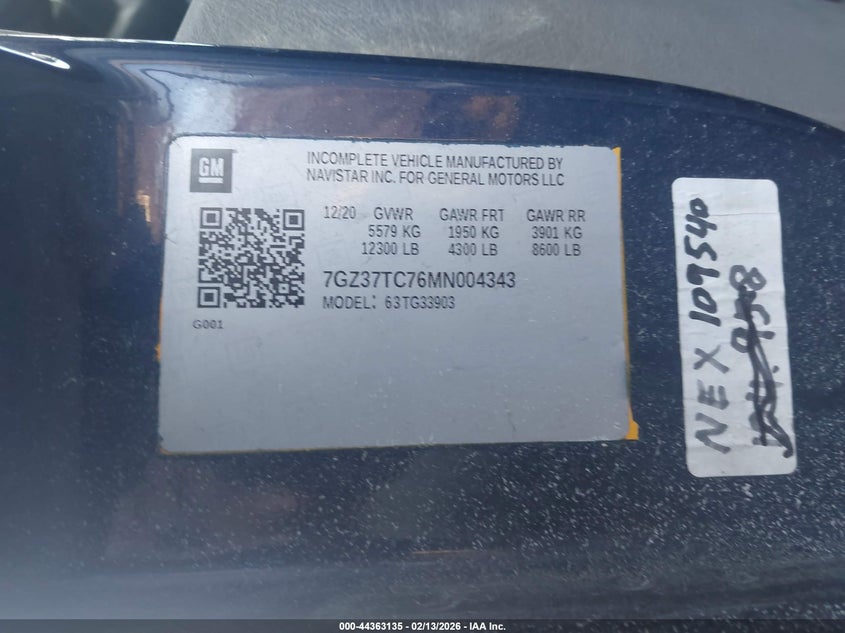 GM
INCOMPLETE VEHICLE MANUFACTURED BY
NAVISTAR INC. FOR GENERAL MOTORS LLC
12/20 GVWR GAWR FRT GAWR RR
5579 KG 1950 KG 3901 KG
12300 LB 4300 LB 8600 LB
7GZ37TC76MN004343
MODEL: 63TG33903
G001
NEX 109540
958
000-44363135 - 02/13/2026 - IAA Inc.